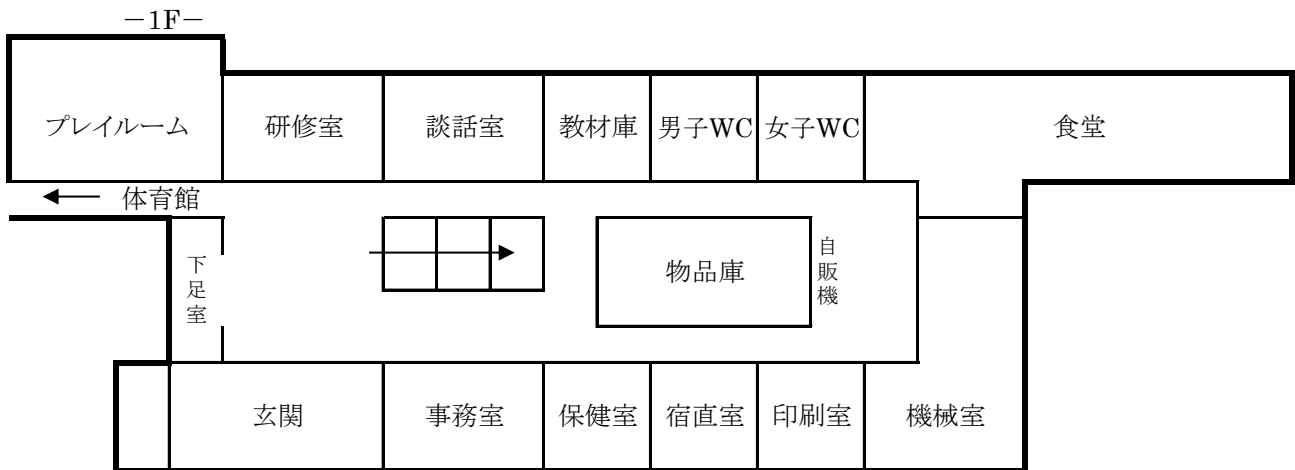 －1F－
プレイルーム
研修室
談話室
教材庫
男子WC
女子WC
食堂
体育館
下足室
物品庫
自販機
玄関
事務室
保健室
宿直室
印刷室
機械室